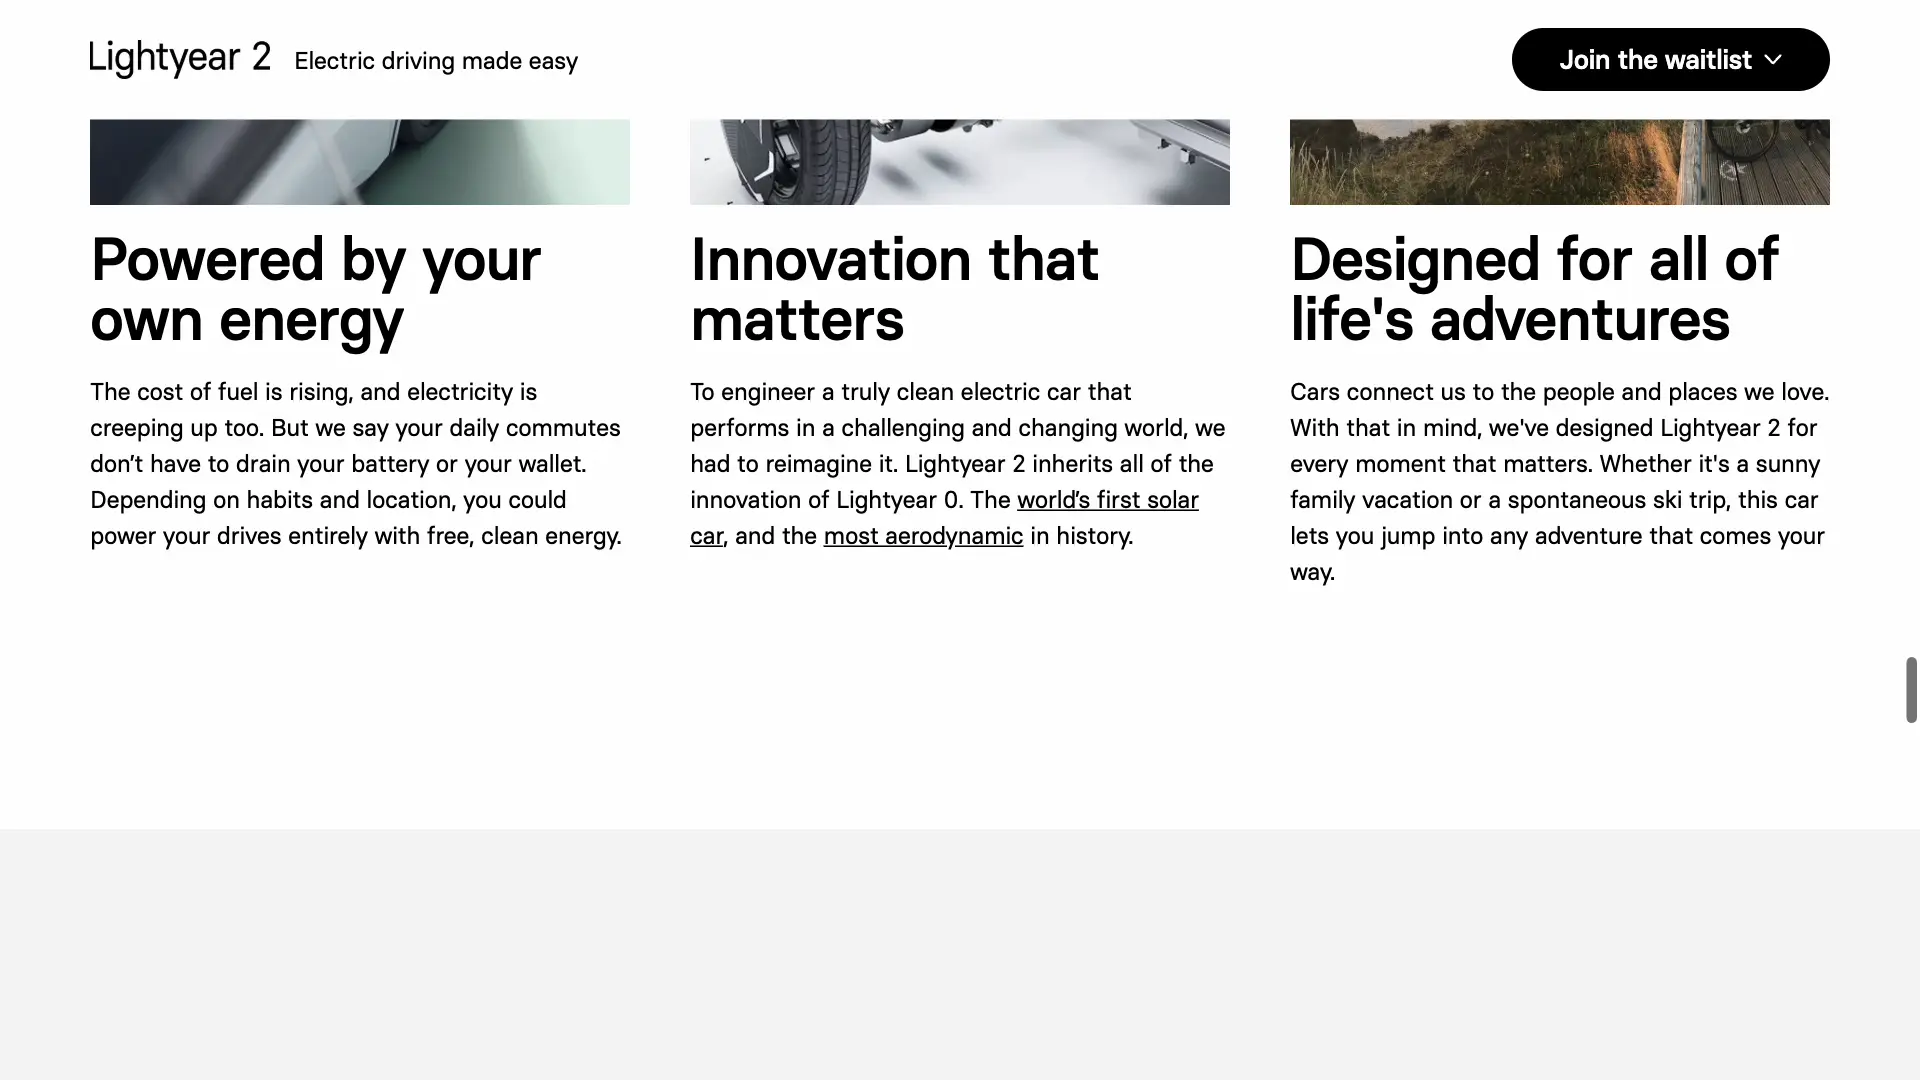 Lightyear 2 Electric driving made easy
Join the waitlist
Powered by your
own energy
The cost of fuel is rising, and electricity is
creeping up too. But we say your daily commutes
don’t have to drain your battery or your wallet.
Depending on habits and location, you could
power your drives entirely with free, clean energy.
Innovation that
matters
To engineer a truly clean electric car that
performs in a challenging and changing world, we
had to reimagine it. Lightyear 2 inherits all of the
innovation of Lightyear 0. The world’s first solar
car, and the most aerodynamic in history.
Designed for all of
life's adventures
Cars connect us to the people and places we love.
With that in mind, we've designed Lightyear 2 for
every moment that matters. Whether it's a sunny
family vacation or a spontaneous ski trip, this car
lets you jump into any adventure that comes your
way.